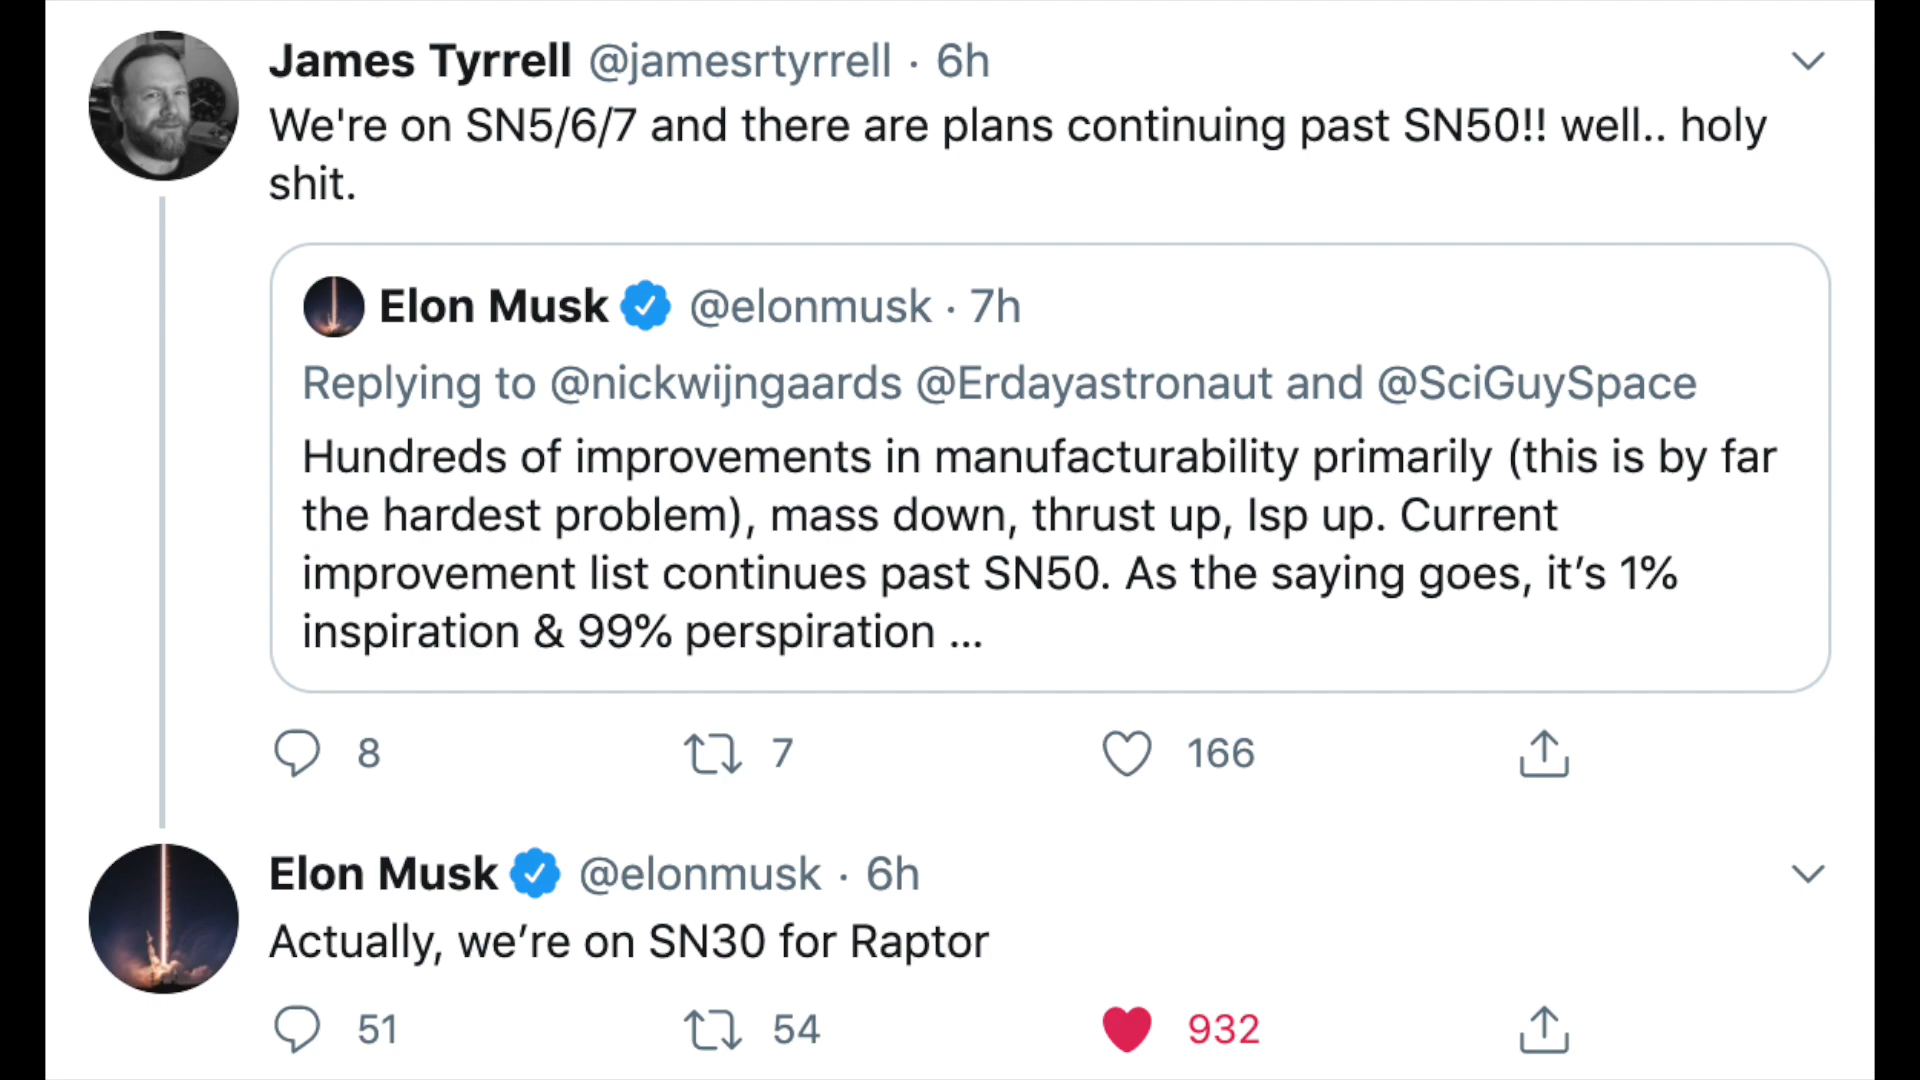 James Tyrrell @jamesrtyrrell · 6h
We're on SN5/6/7 and there are plans continuing past SN50!! well.. holy
shit.
Elon Musk @elonmusk · 7h
Replying to @nickwijngaards @Erdayastronaut and @SciGuySpace
Hundreds of improvements in manufacturability primarily (this is by far
the hardest problem), mass down, thrust up, Isp up. Current
improvement list continues past SN50. As the saying goes, it’s 1%
inspiration & 99% perspiration ...
8 7 166
Elon Musk @elonmusk · 6h
Actually, we’re on SN30 for Raptor
51 54 932